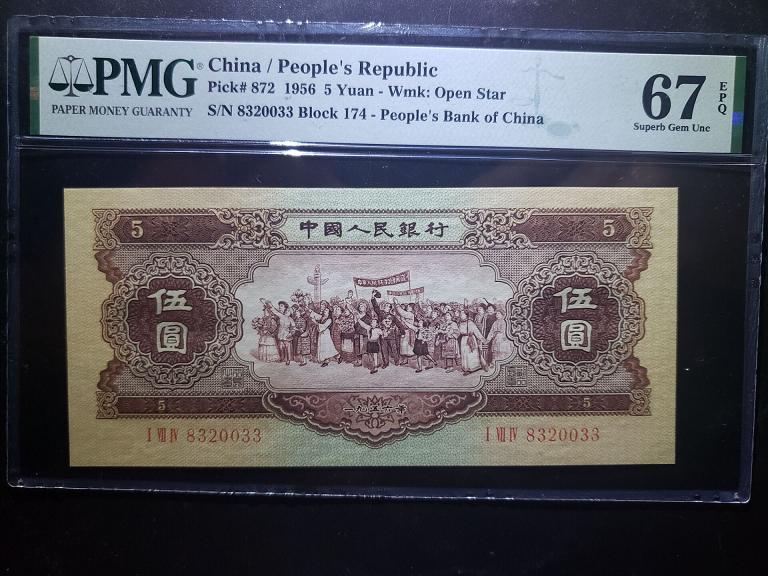 PMG® China / People's Republic
Pick# 872 1956 5 Yuan - Wmk: Open Star
PAPER MONEY GUARANTY
S/N 8320033 Block 174 - People's Bank of China
67 EPQ
Superb Gem Unc
5 中國人民銀行 5
伍圓 伍圓
5 一九五六年 5
I VII IV 8320033 I VII IV 8320033